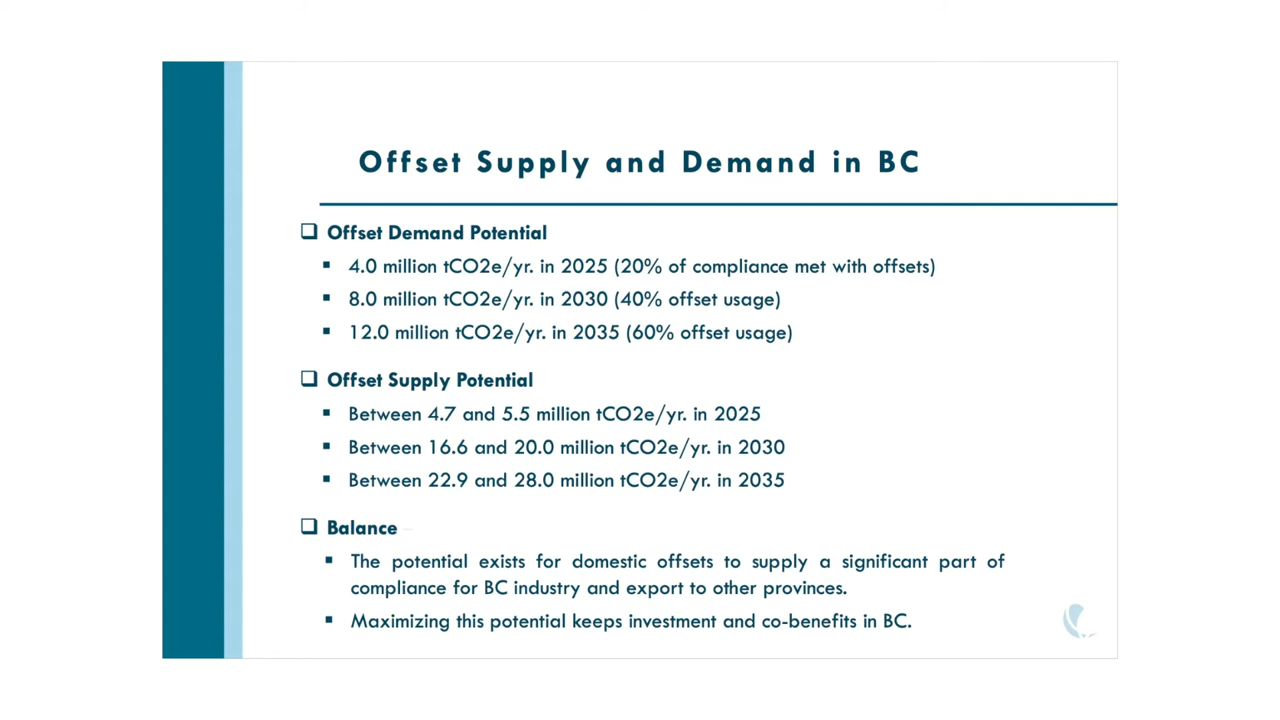 Offset Supply and Demand in BC
❑ Offset Demand Potential
▪ 4.0 million tCO2e/yr. in 2025 (20% of compliance met with offsets)
▪ 8.0 million tCO2e/yr. in 2030 (40% offset usage)
▪ 12.0 million tCO2e/yr. in 2035 (60% offset usage)
❑ Offset Supply Potential
▪ Between 4.7 and 5.5 million tCO2e/yr. in 2025
▪ Between 16.6 and 20.0 million tCO2e/yr. in 2030
▪ Between 22.9 and 28.0 million tCO2e/yr. in 2035
❑ Balance
▪ The potential exists for domestic offsets to supply a significant part of
compliance for BC industry and export to other provinces.
▪ Maximizing this potential keeps investment and co-benefits in BC.